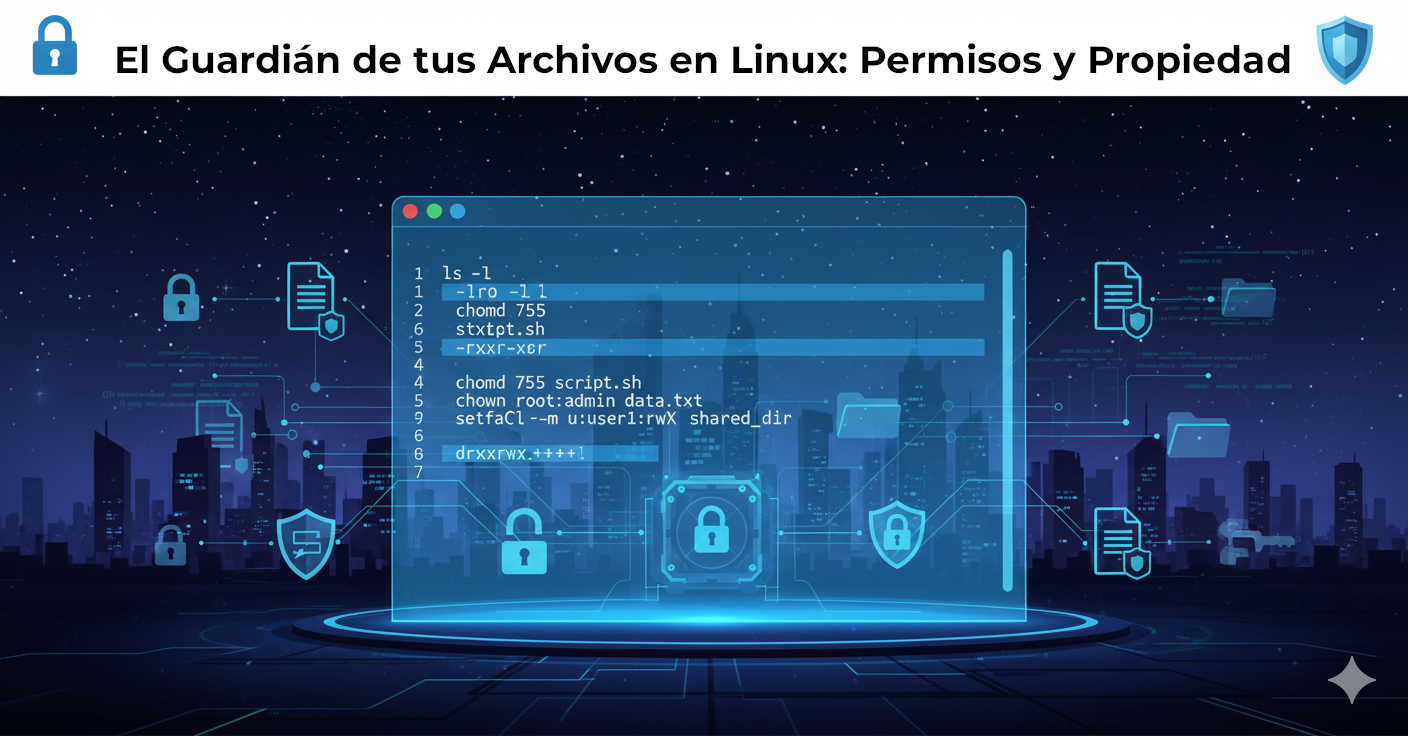 El Guardián de tus Archivos en Linux: Permisos y Propiedad
1 ls -l
1 -lro -l l
2 chomd 755
6 stxtpt.sh
5 -rxxr-xer
4
4 chomd 755 script.sh
5 chown root:admin data.txt
9 setfaCl --m u:user1:rwX shared_dir
6
8 drxxrwx.++++l
7